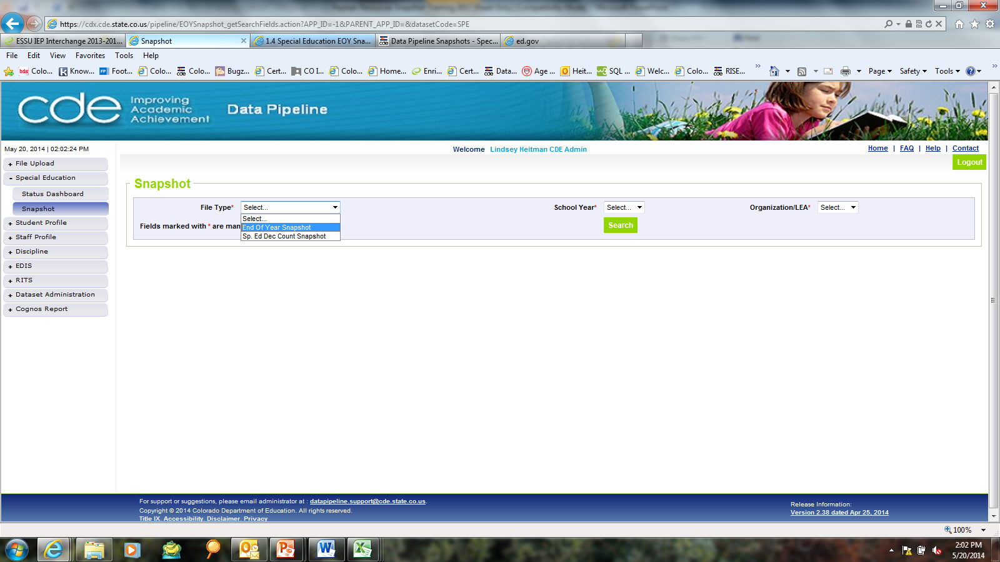 https://cdx.cde.state.co.us/pipeline/EOYSnapshot_getSearchFields.action?APP_ID=-1&PARENT_APP_ID=&datasetCode=SPE
ESSU IEP Interchange 2013-201... Snapshot 1.4 Special Education EOY Sna... Data Pipeline Snapshots - Spec... ed.gov
File Edit View Favorites Tools Help
bds Colo... Know... FP Foot... Colo... cde Colo... Bugz... Cert... CO I... Colo... Home... Enri... Cert... cde Data... Age ... Heit... SQL ... Welc... Colo... cde RISE... Page Safety Tools
cde Improving Academic Achievement Data Pipeline
May 20, 2014 | 02:02:24 PM
Welcome Lindsey Heitman CDE Admin
Home | FAQ | Help | Contact
Logout
+ File Upload
- Special Education
Status Dashboard
Snapshot
+ Student Profile
+ Staff Profile
+ Discipline
+ EDIS
+ RITS
+ Dataset Administration
+ Cognos Report
Snapshot
File Type* Select... School Year* Select... Organization/LEA* Select...
Select...
End Of Year Snapshot
Sp. Ed Dec Count Snapshot
Fields marked with * are man
Search
For support or suggestions, please email administrator at : datapipeline.support@cde.state.co.us.
Copyright © 2014 Colorado Department of Education. All rights reserved.
Title IX. Accessibility. Disclaimer. Privacy
Release Information:
Version 2.38 dated Apr 25, 2014
100%
2:02 PM
5/20/2014